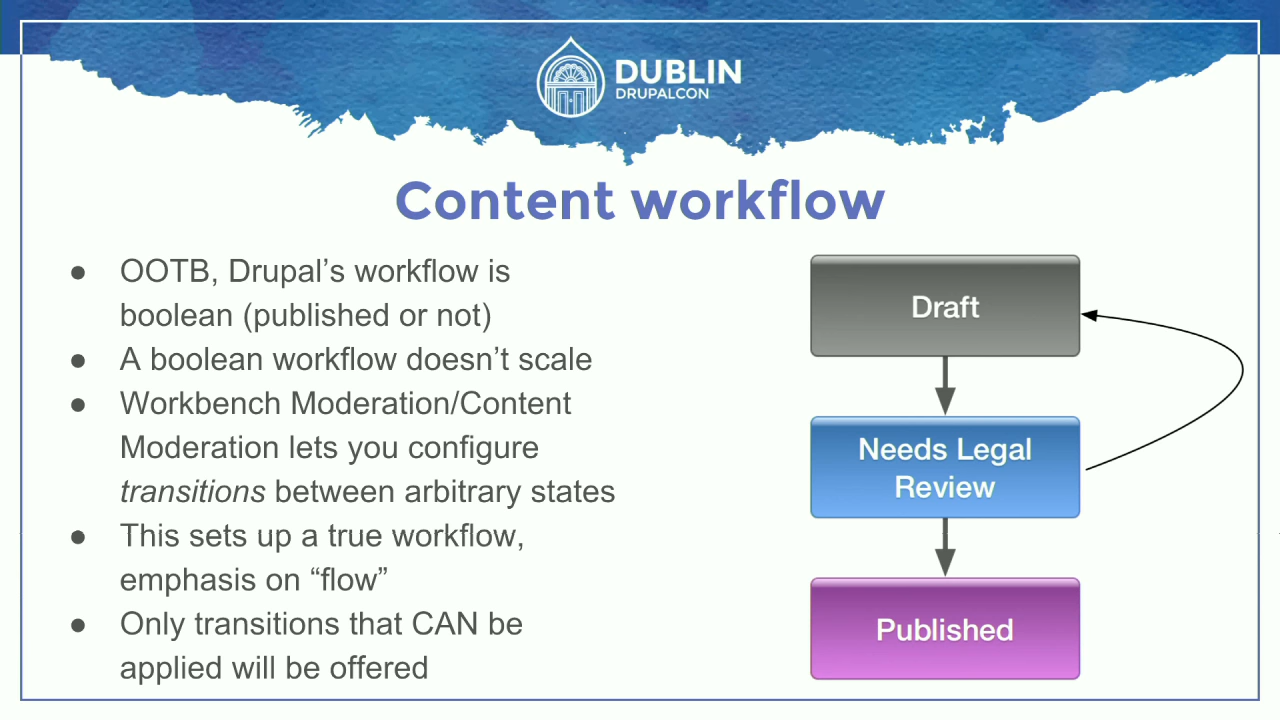 DUBLIN
DRUPALCON
Content workflow
● OOTB, Drupal’s workflow is
boolean (published or not)
● A boolean workflow doesn’t scale
● Workbench Moderation/Content
Moderation lets you configure
transitions between arbitrary states
● This sets up a true workflow,
emphasis on “flow”
● Only transitions that CAN be
applied will be offered
Draft
Needs Legal
Review
Published